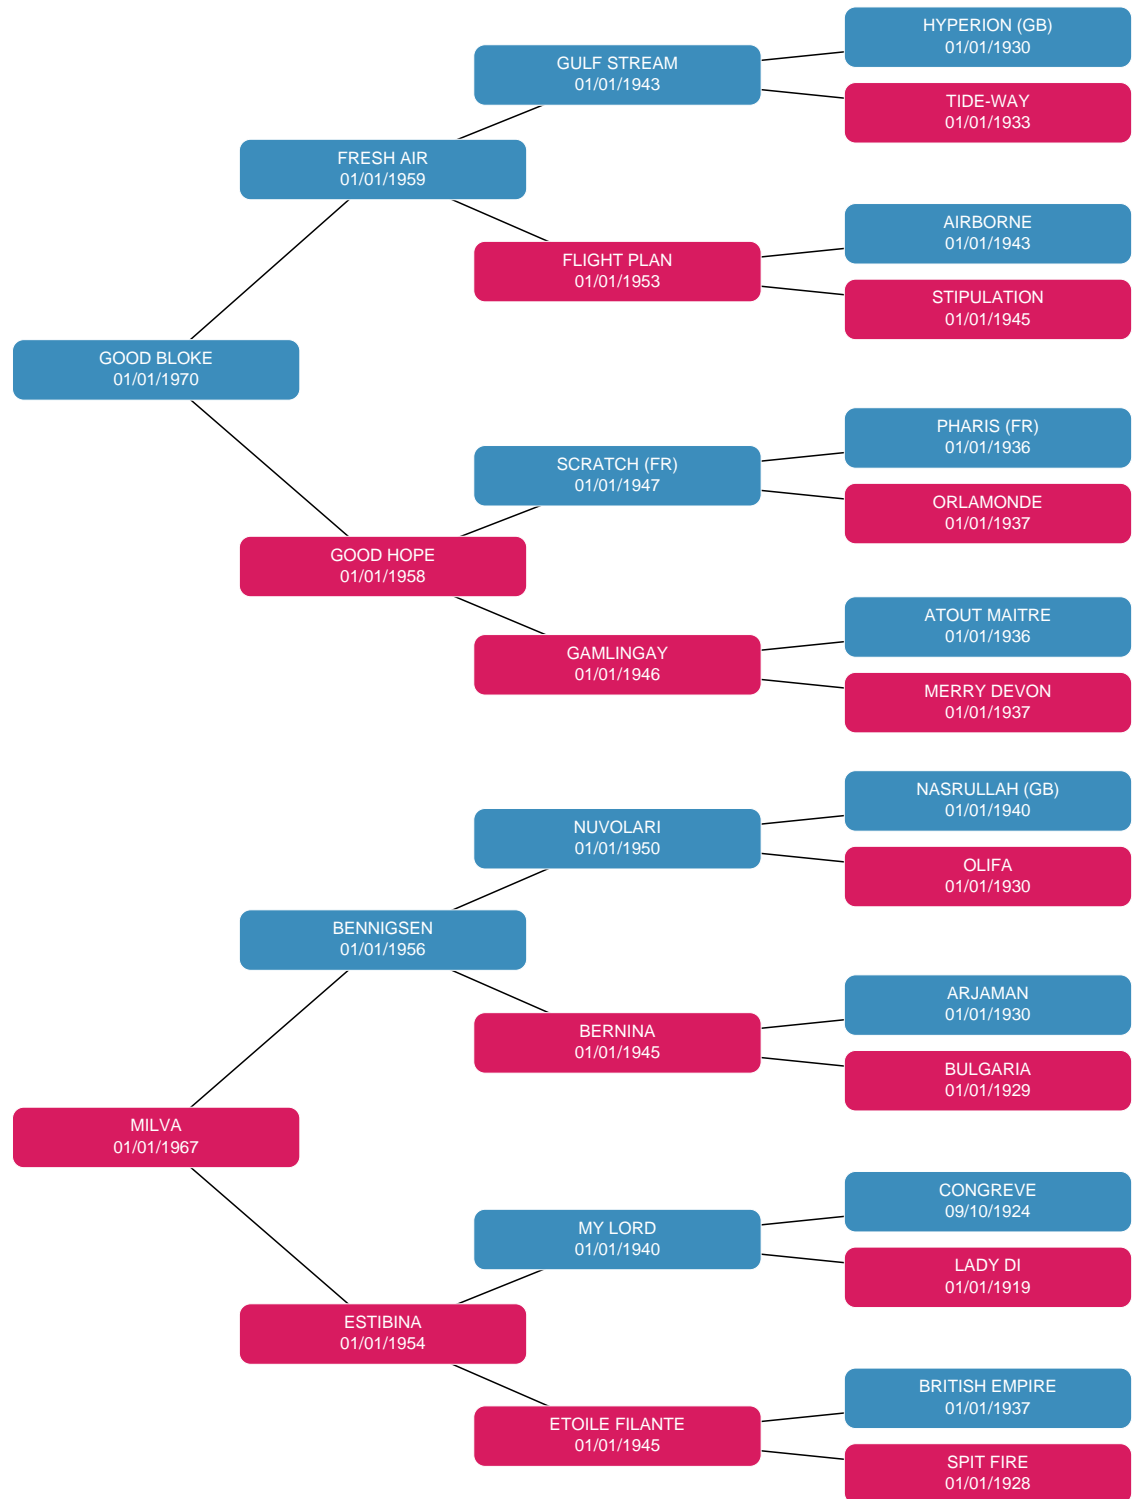 HYPERION (GB)
01/01/1930
GULF STREAM
01/01/1943
TIDE-WAY
01/01/1933
FRESH AIR
01/01/1959
AIRBORNE
01/01/1943
FLIGHT PLAN
01/01/1953
STIPULATION
01/01/1945
GOOD BLOKE
01/01/1970
PHARIS (FR)
01/01/1936
SCRATCH (FR)
01/01/1947
ORLAMONDE
01/01/1937
GOOD HOPE
01/01/1958
ATOUT MAITRE
01/01/1936
GAMLINGAY
01/01/1946
MERRY DEVON
01/01/1937
NASRULLAH (GB)
01/01/1940
NUVOLARI
01/01/1950
OLIFA
01/01/1930
BENNIGSEN
01/01/1956
ARJAMAN
01/01/1930
BERNINA
01/01/1945
BULGARIA
01/01/1929
MILVA
01/01/1967
CONGREVE
09/10/1924
MY LORD
01/01/1940
LADY DI
01/01/1919
ESTIBINA
01/01/1954
BRITISH EMPIRE
01/01/1937
ETOILE FILANTE
01/01/1945
SPIT FIRE
01/01/1928